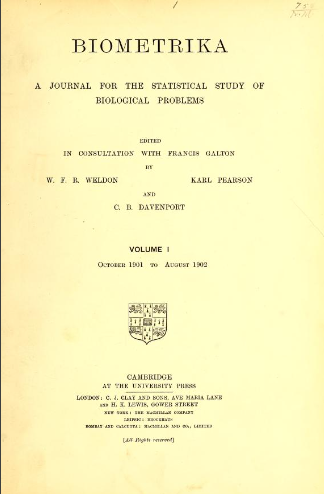 BIOMETRIKA
A JOURNAL FOR THE STATISTICAL STUDY OF
BIOLOGICAL PROBLEMS
EDITED
IN CONSULTATION WITH FRANCIS GALTON
BY
W. F. R. WELDON KARL PEARSON
AND
C. B. DAVENPORT
VOLUME I
OCTOBER 1901 TO AUGUST 1902
CAMBRIDGE
AT THE UNIVERSITY PRESS
LONDON: C. J. CLAY AND SONS, AVE MARIA LANE
AND H. K. LEWIS, GOWER STREET
NEW YORK: THE MACMILLAN COMPANY
LEIPZIG: BROCKHAUS
BOMBAY AND CALCUTTA: MACMILLAN AND CO., LIMITED
[All Rights reserved]